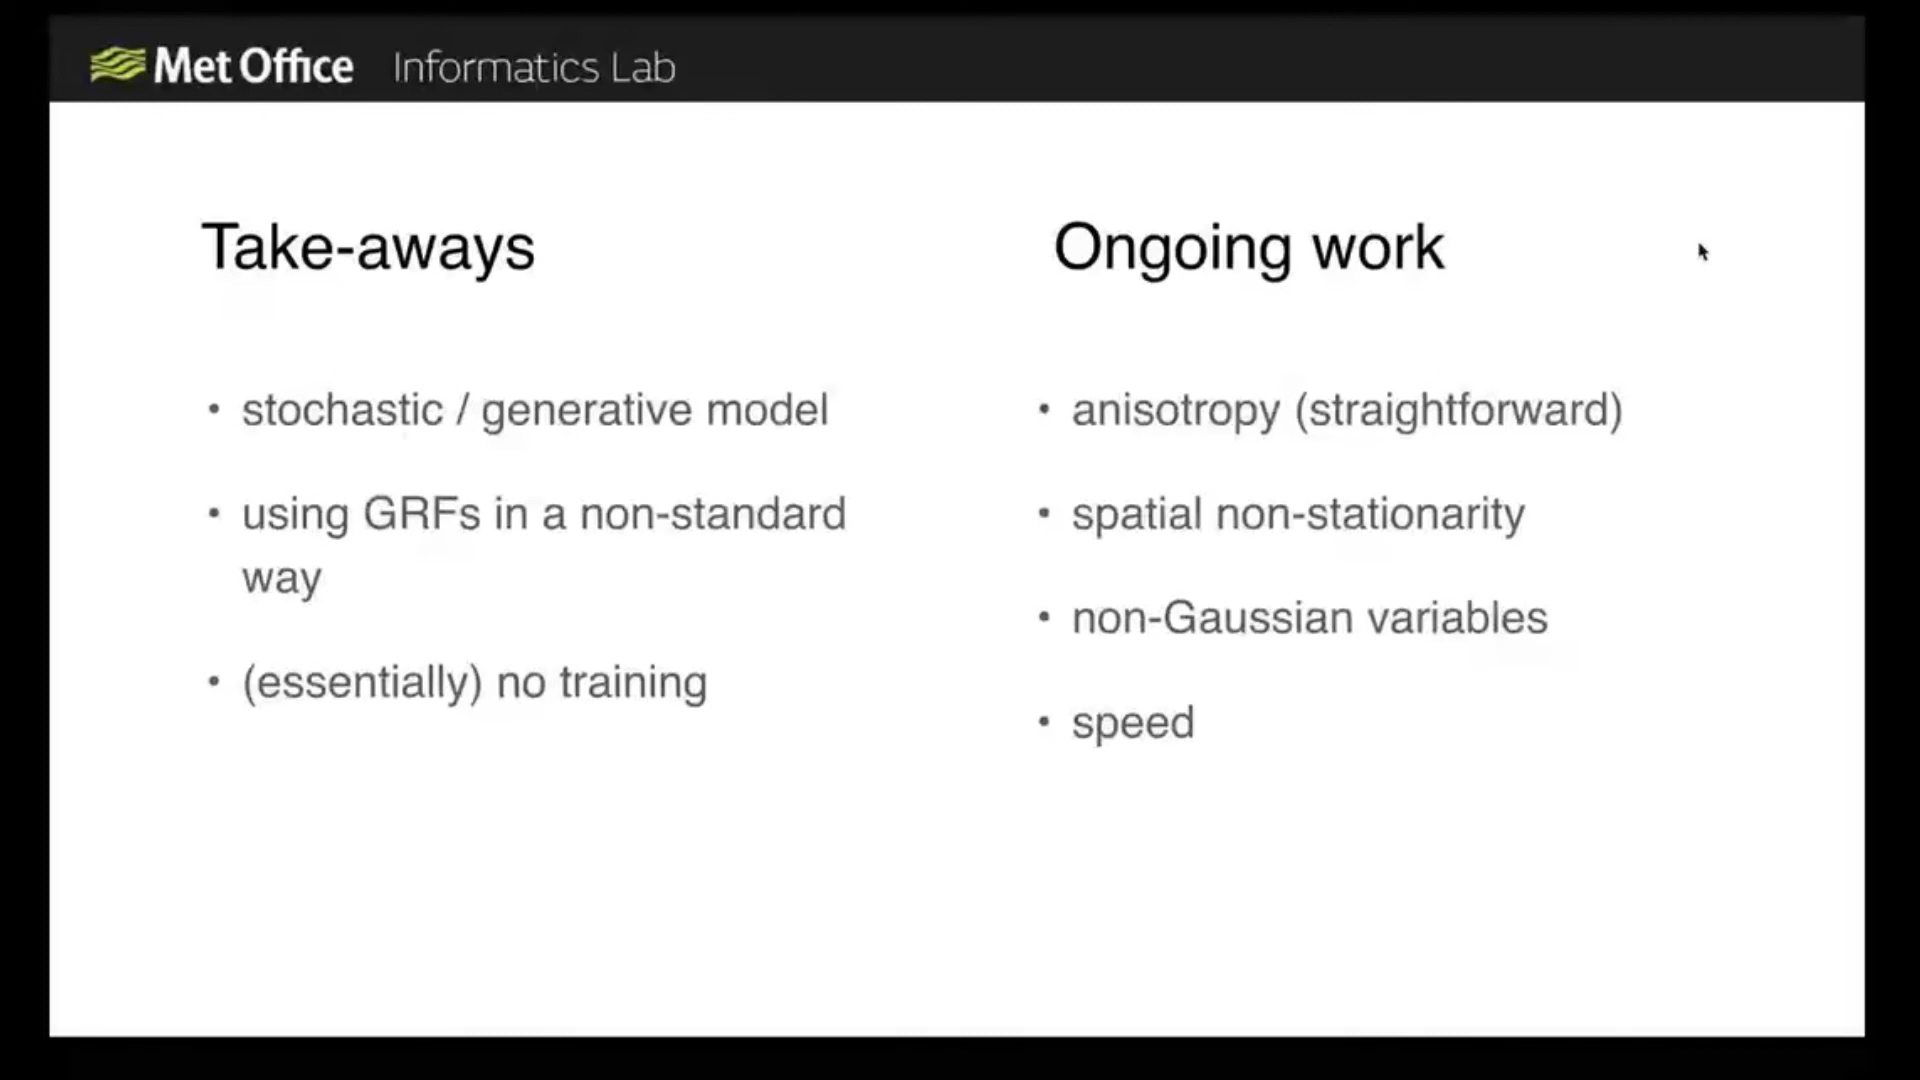 Met Office Informatics Lab
Take-aways
• stochastic / generative model
• using GRFs in a non-standard
way
• (essentially) no training
Ongoing work
• anisotropy (straightforward)
• spatial non-stationarity
• non-Gaussian variables
• speed